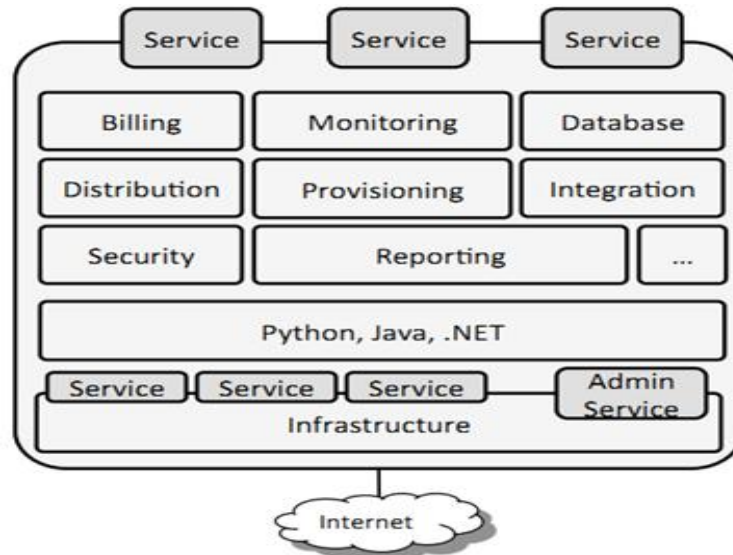 Service Service Service
Billing Monitoring Database
Distribution Provisioning Integration
Security Reporting ...
Python, Java, .NET
Service Service Service Admin
Service
Infrastructure
Internet